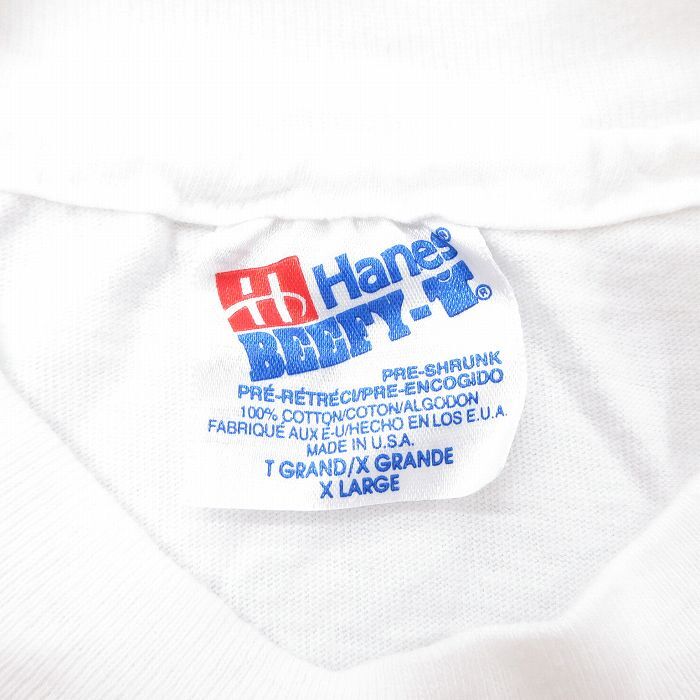 H Hanes®
BEEFY-T®
PRE-SHRUNK
PRÉ-RÉTRÉCI/PRE-ENCOGIDO
100% COTTON/COTON/ALGODON
FABRIQUÉ AUX É-U/HECHO EN LOS E.U.A.
MADE IN U.S.A.
T GRAND/X GRANDE
X LARGE